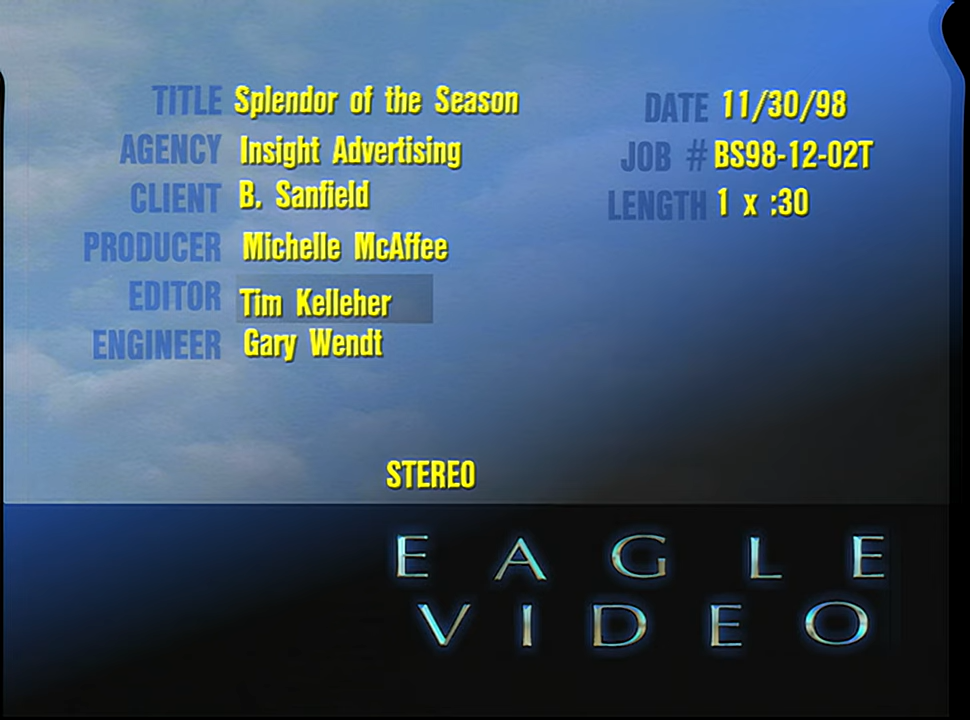 TITLE Splendor of the Season
AGENCY Insight Advertising
CLIENT B. Sanfield
PRODUCER Michelle McAffee
EDITOR Tim Kelleher
ENGINEER Gary Wendt
DATE 11/30/98
JOB # BS98-12-02T
LENGTH 1 x :30
STEREO
EAGLE
VIDEO